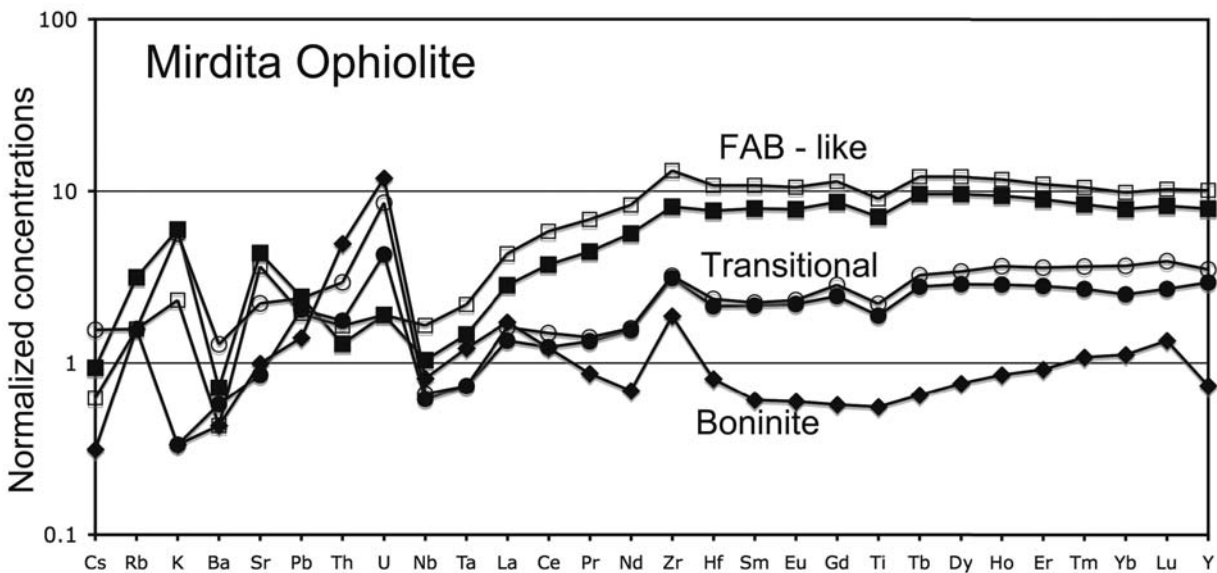 100
Mirdita Ophiolite
FAB - like
10
Normalized concentrations
Transitional
1
Boninite
0.1
Cs Rb K Ba Sr Pb Th U Nb Ta La Ce Pr Nd Zr Hf Sm Eu Gd Ti Tb Dy Ho Er Tm Yb Lu Y